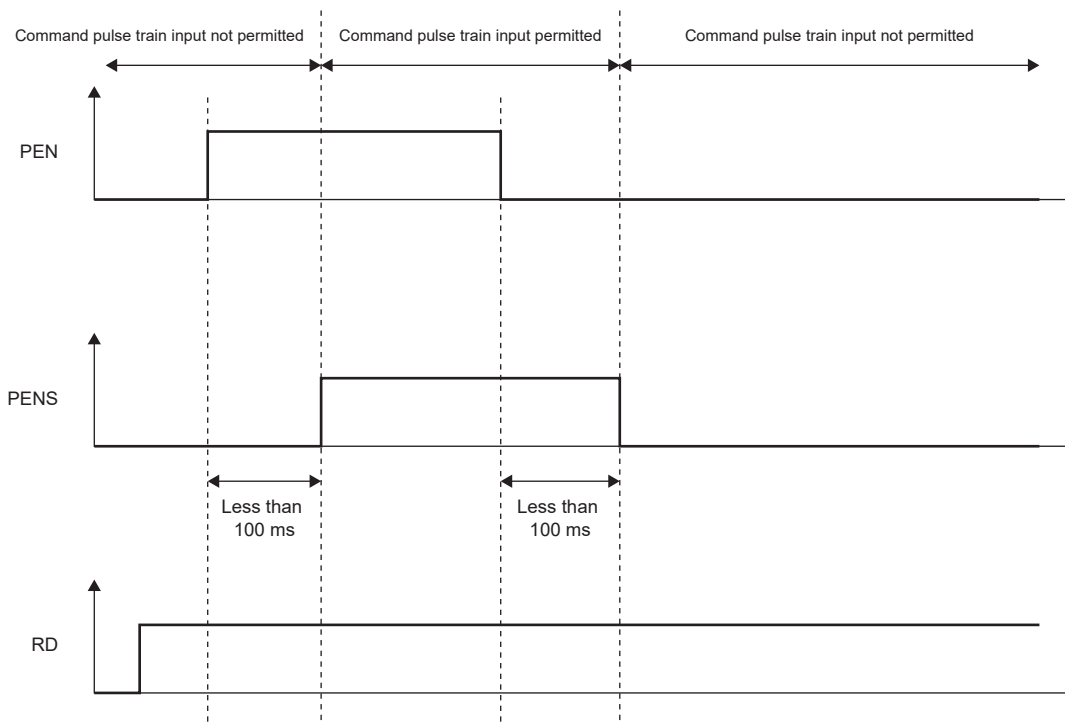 Command pulse train input not permitted
Command pulse train input permitted
Command pulse train input not permitted
PEN
PENS
Less than
100 ms
Less than
100 ms
RD